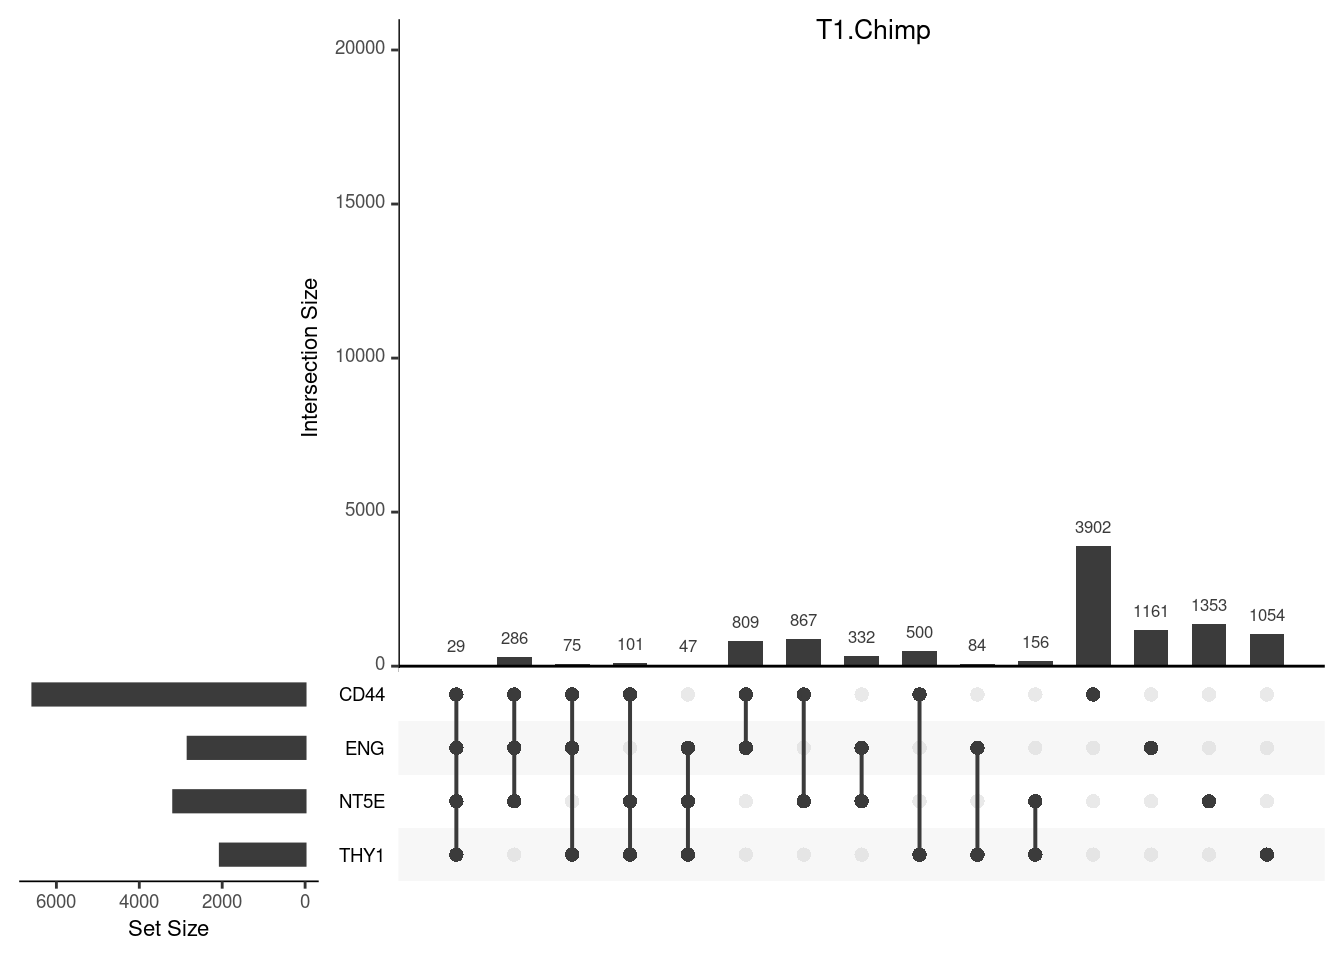 T1.Chimp
20000
15000
10000
5000
0
Intersection Size
29 286 75 101 47 809 867 332 500 84 156 3902 1161 1353 1054
CD44
ENG
NT5E
THY1
6000 4000 2000 0
Set Size